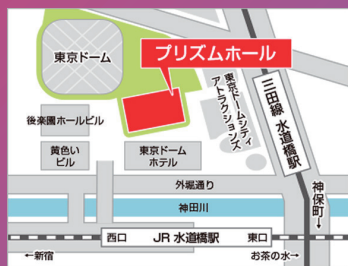 東京ドーム
プリズムホール
後楽園ホールビル
黄色い
ビル
東京ドーム
ホテル
東京ドームシティ
アトラクションズ
三田線 水道橋駅
外堀通り
神田川
神保町→
西口 JR 水道橋駅 東口
←新宿
お茶の水→